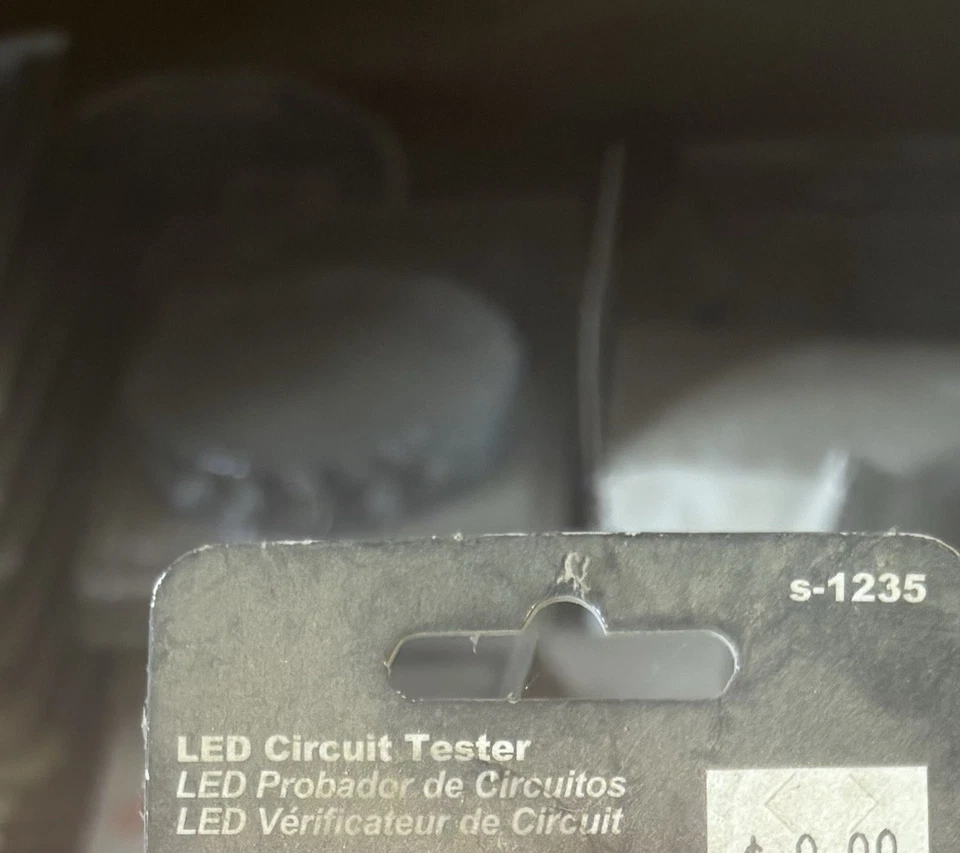 s-1235
LED Circuit Tester
LED Probador de Circuitos
LED Vérificateur de Circuit